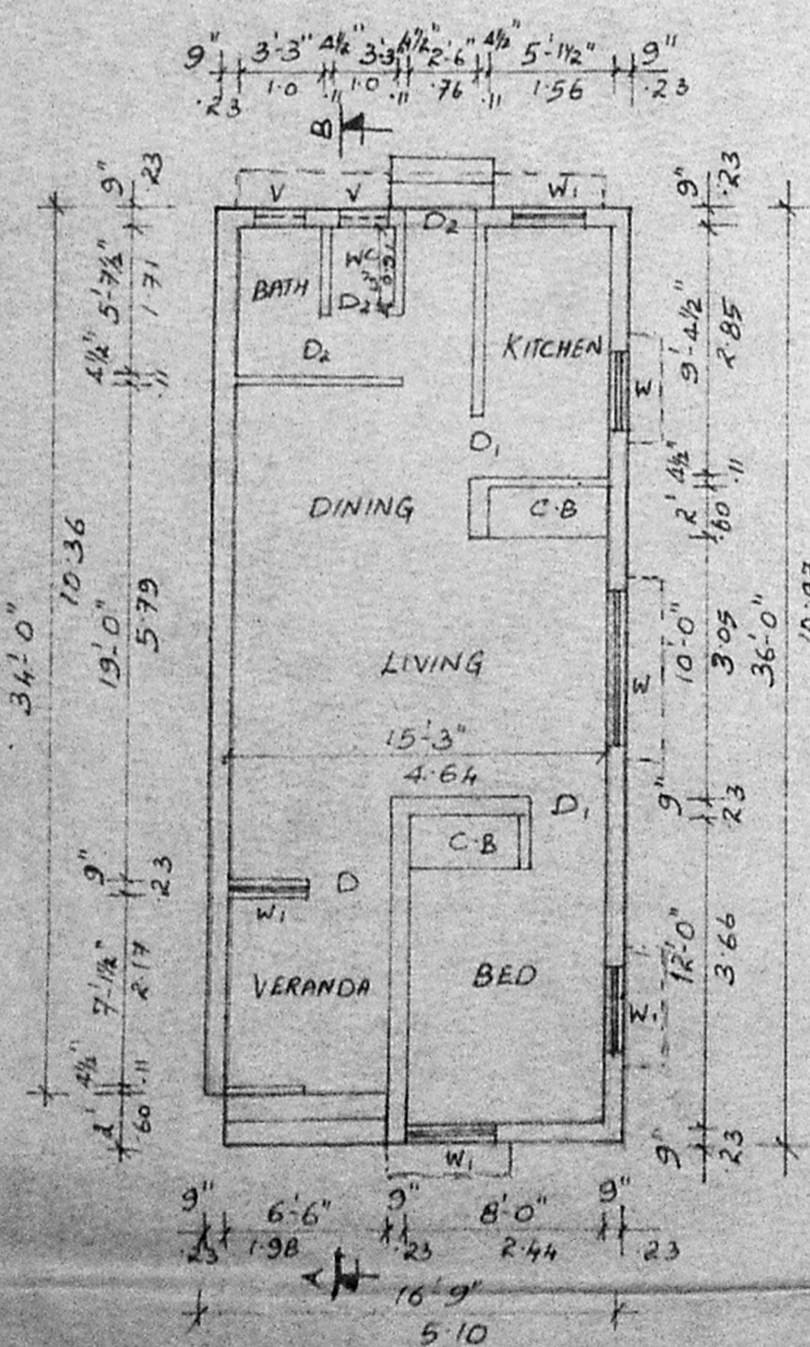 9" 3'-3" 4½" 3'-3 4½" 2'-6" 4½" 5'-1½" 9"
.23 1.0 .11 1.0 .11 .76 .11 1.56 .23
B
V V W1
D2
9" .23
9" .23
BATH
WC
D2
D2
KITCHEN
W
5'-7½" 1.71
4½" .11
9'-4½" 2.85
4½" .11
2' .60
D1
DINING
C.B
LIVING
W
34'-0" 10.36
19'-0" 5.79
10'-0" 3.05
36'-0"
15'-3"
4.64
D1
C.B
9" 23
9" 23
D
W1
VERANDA
BED
W1
7'-1½" 2.17
4½" .11
2' .60
12'-0" 3.66
9" 23
W1
9" 6'-6" 9" 8'-0" 9"
.23 1.98 .23 2.44 .23
A
16'-9"
5.10